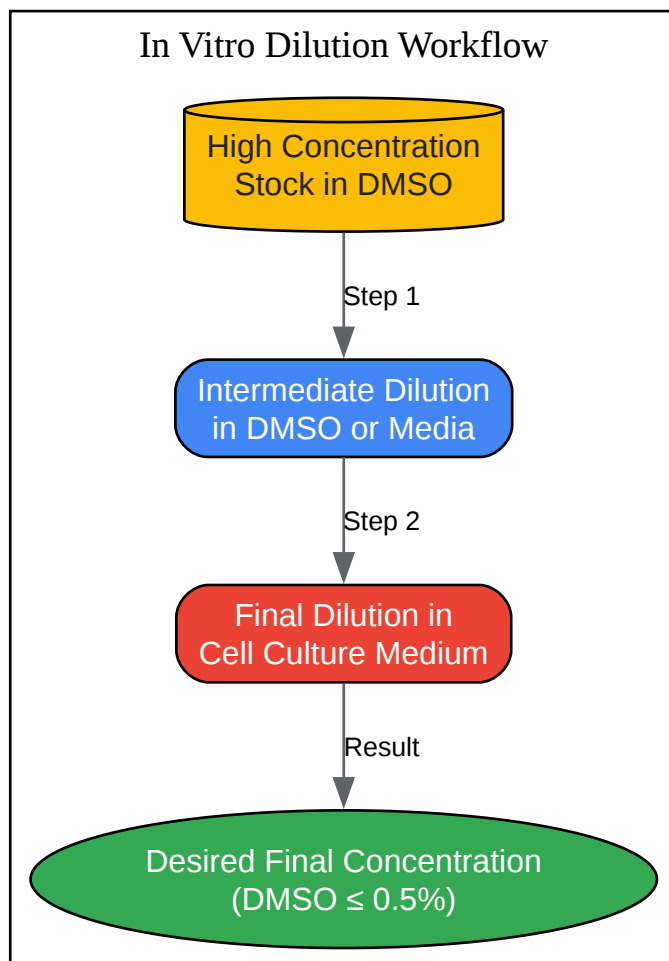 In Vitro Dilution Workflow
High Concentration
Stock in DMSO
Step 1
Intermediate Dilution
in DMSO or Media
Step 2
Final Dilution in
Cell Culture Medium
Result
Desired Final Concentration
(DMSO ≤ 0.5%)